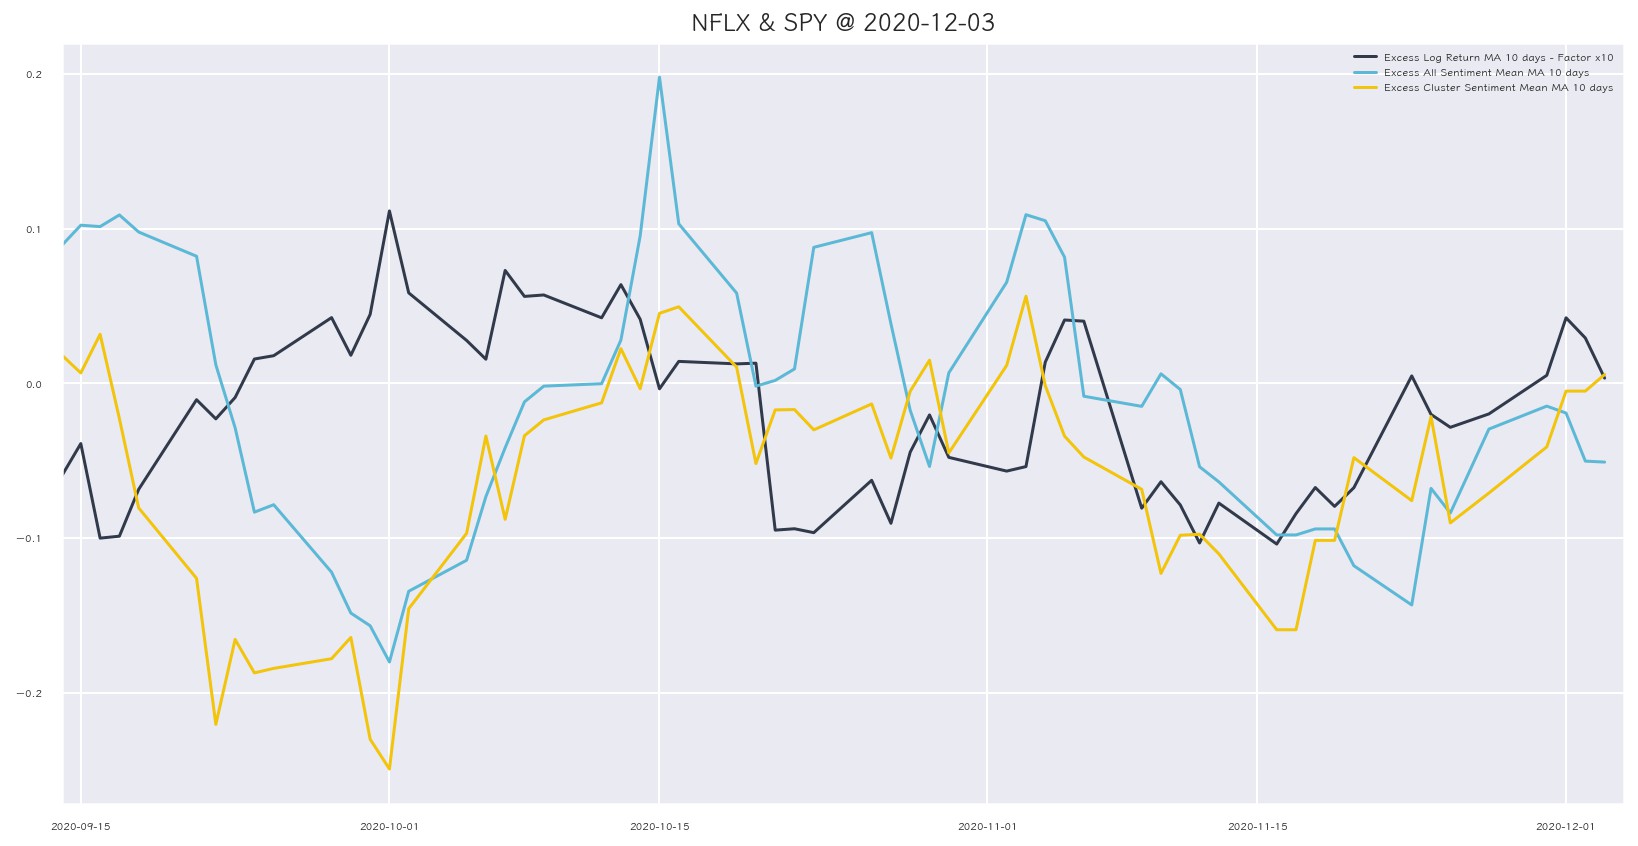 NFLX & SPY @ 2020-12-03
Excess Log Return MA 10 days - Factor x10
Excess All Sentiment Mean MA 10 days
Excess Cluster Sentiment Mean MA 10 days
0.2
0.1
0.0
−0.1
−0.2
2020-09-15
2020-10-01
2020-10-15
2020-11-01
2020-11-15
2020-12-01